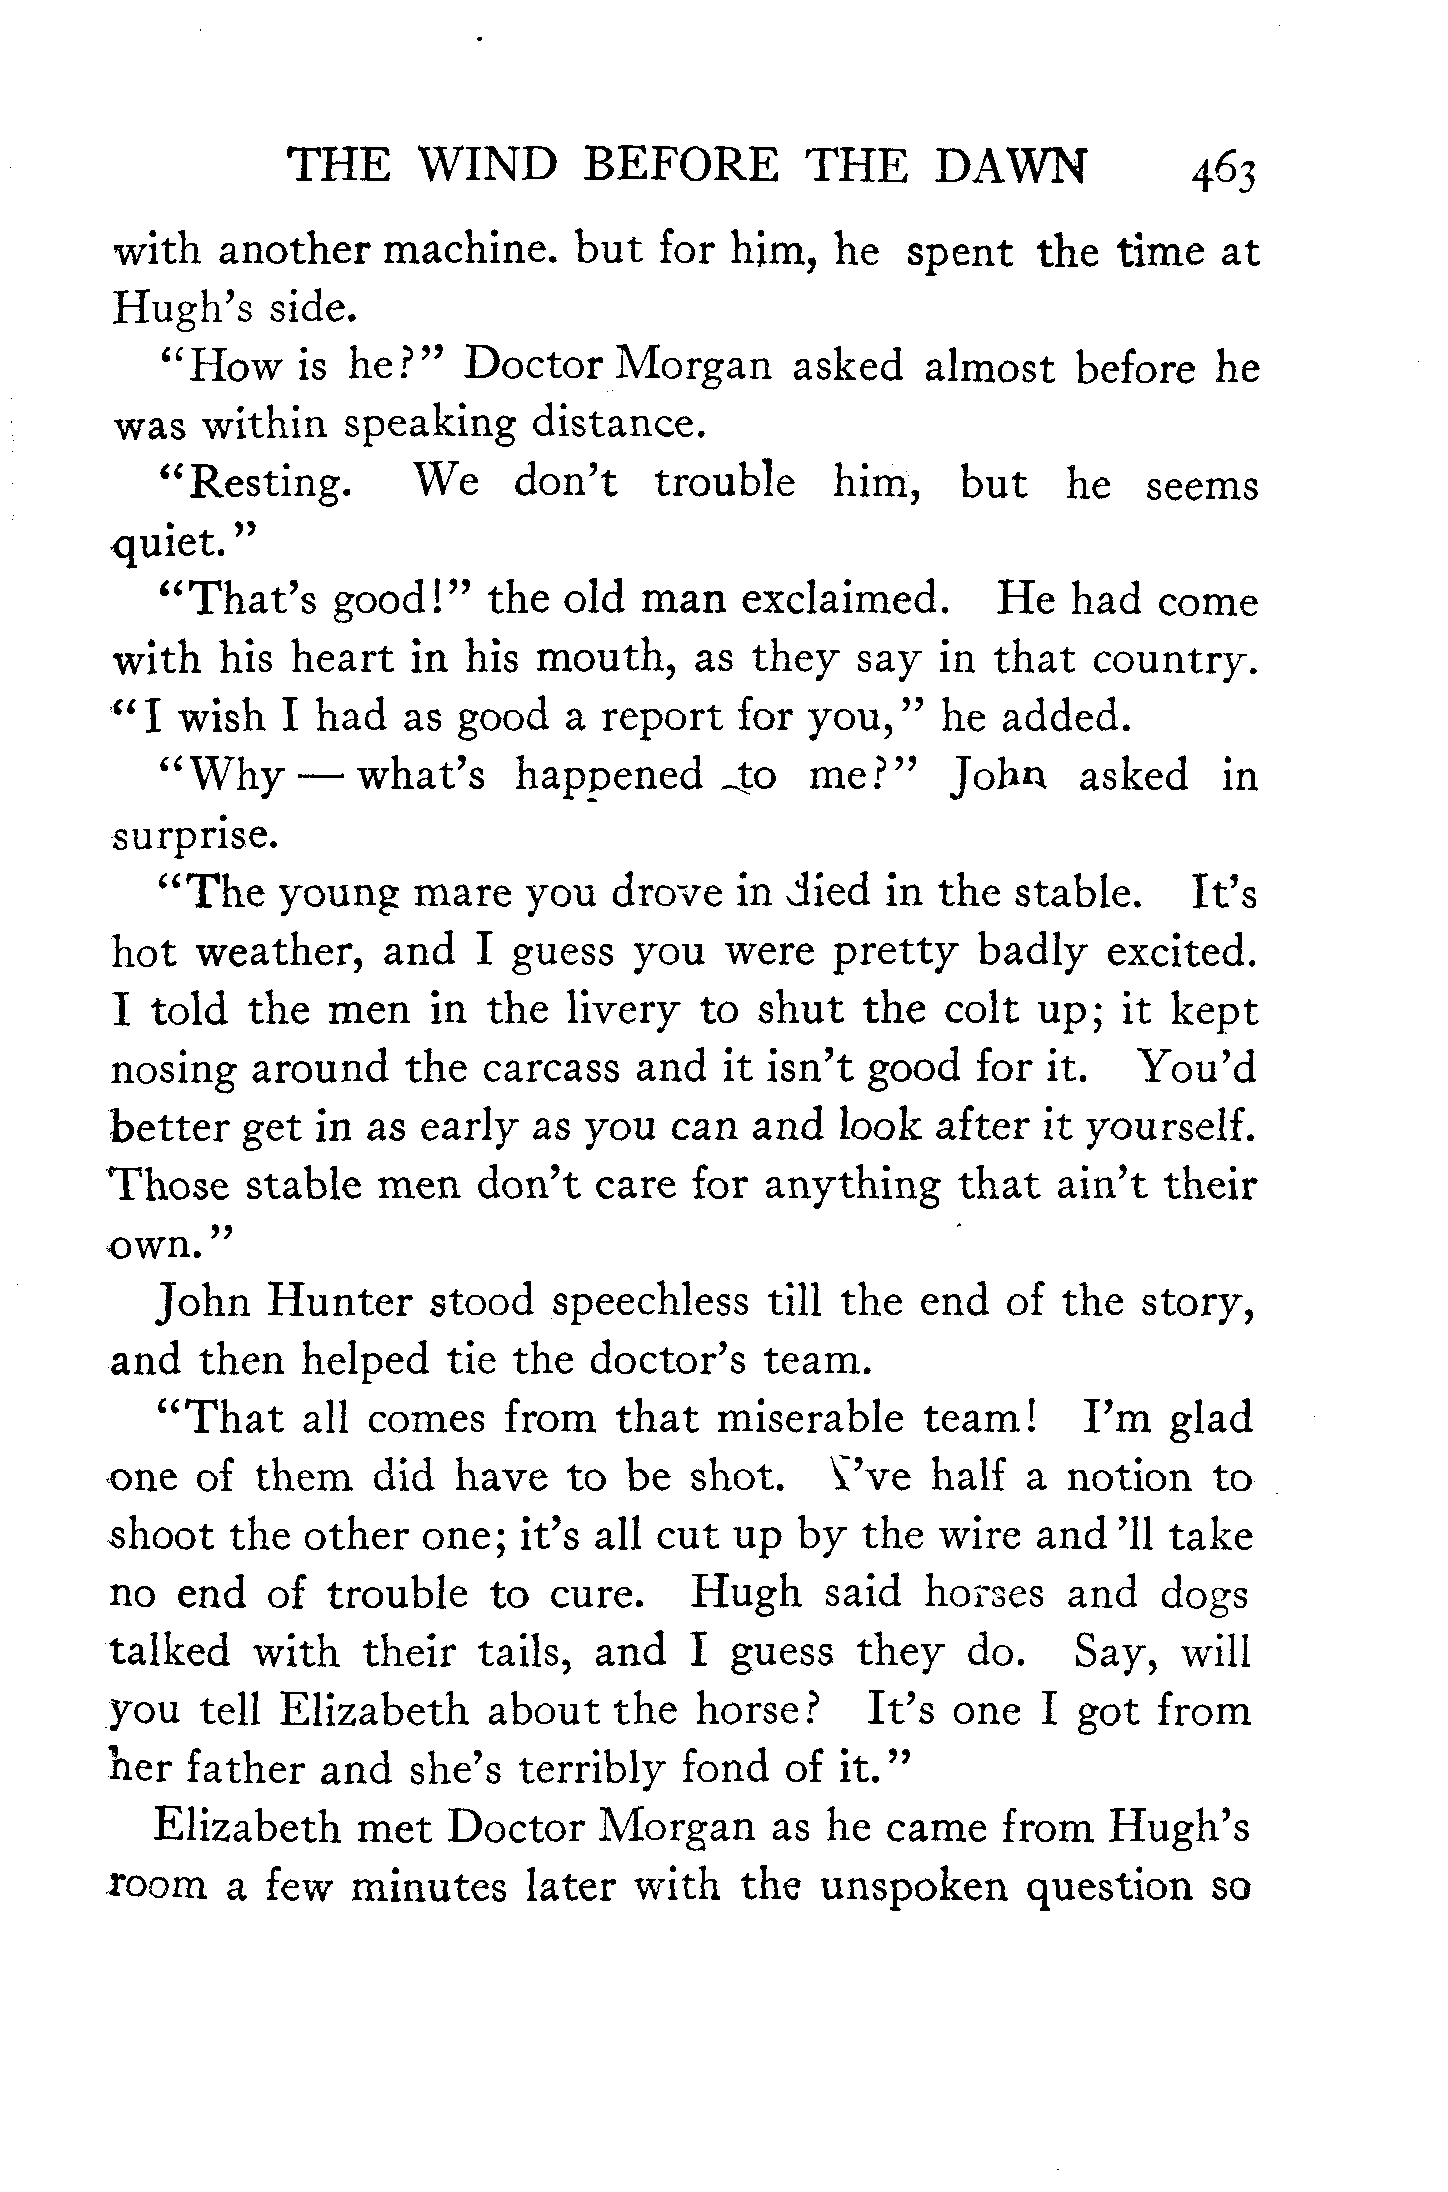 THE WIND BEFORE THE DAWN 463
with another machine. but for him, he spent the time at
Hugh's side.
"How is he?" Doctor Morgan asked almost before he
was within speaking distance.
"Resting. We don't trouble him, but he seems
quiet."
"That's good!" the old man exclaimed. He had come
with his heart in his mouth, as they say in that country.
"I wish I had as good a report for you," he added.
"Why — what's happened to me?" John asked in
surprise.
"The young mare you drove in died in the stable. It's
hot weather, and I guess you were pretty badly excited.
I told the men in the livery to shut the colt up; it kept
nosing around the carcass and it isn't good for it. You'd
better get in as early as you can and look after it yourself.
Those stable men don't care for anything that ain't their
own."
John Hunter stood speechless till the end of the story,
and then helped tie the doctor's team.
"That all comes from that miserable team! I'm glad
one of them did have to be shot. I've half a notion to
shoot the other one; it's all cut up by the wire and 'll take
no end of trouble to cure. Hugh said horses and dogs
talked with their tails, and I guess they do. Say, will
you tell Elizabeth about the horse? It's one I got from
her father and she's terribly fond of it."
Elizabeth met Doctor Morgan as he came from Hugh's
room a few minutes later with the unspoken question so